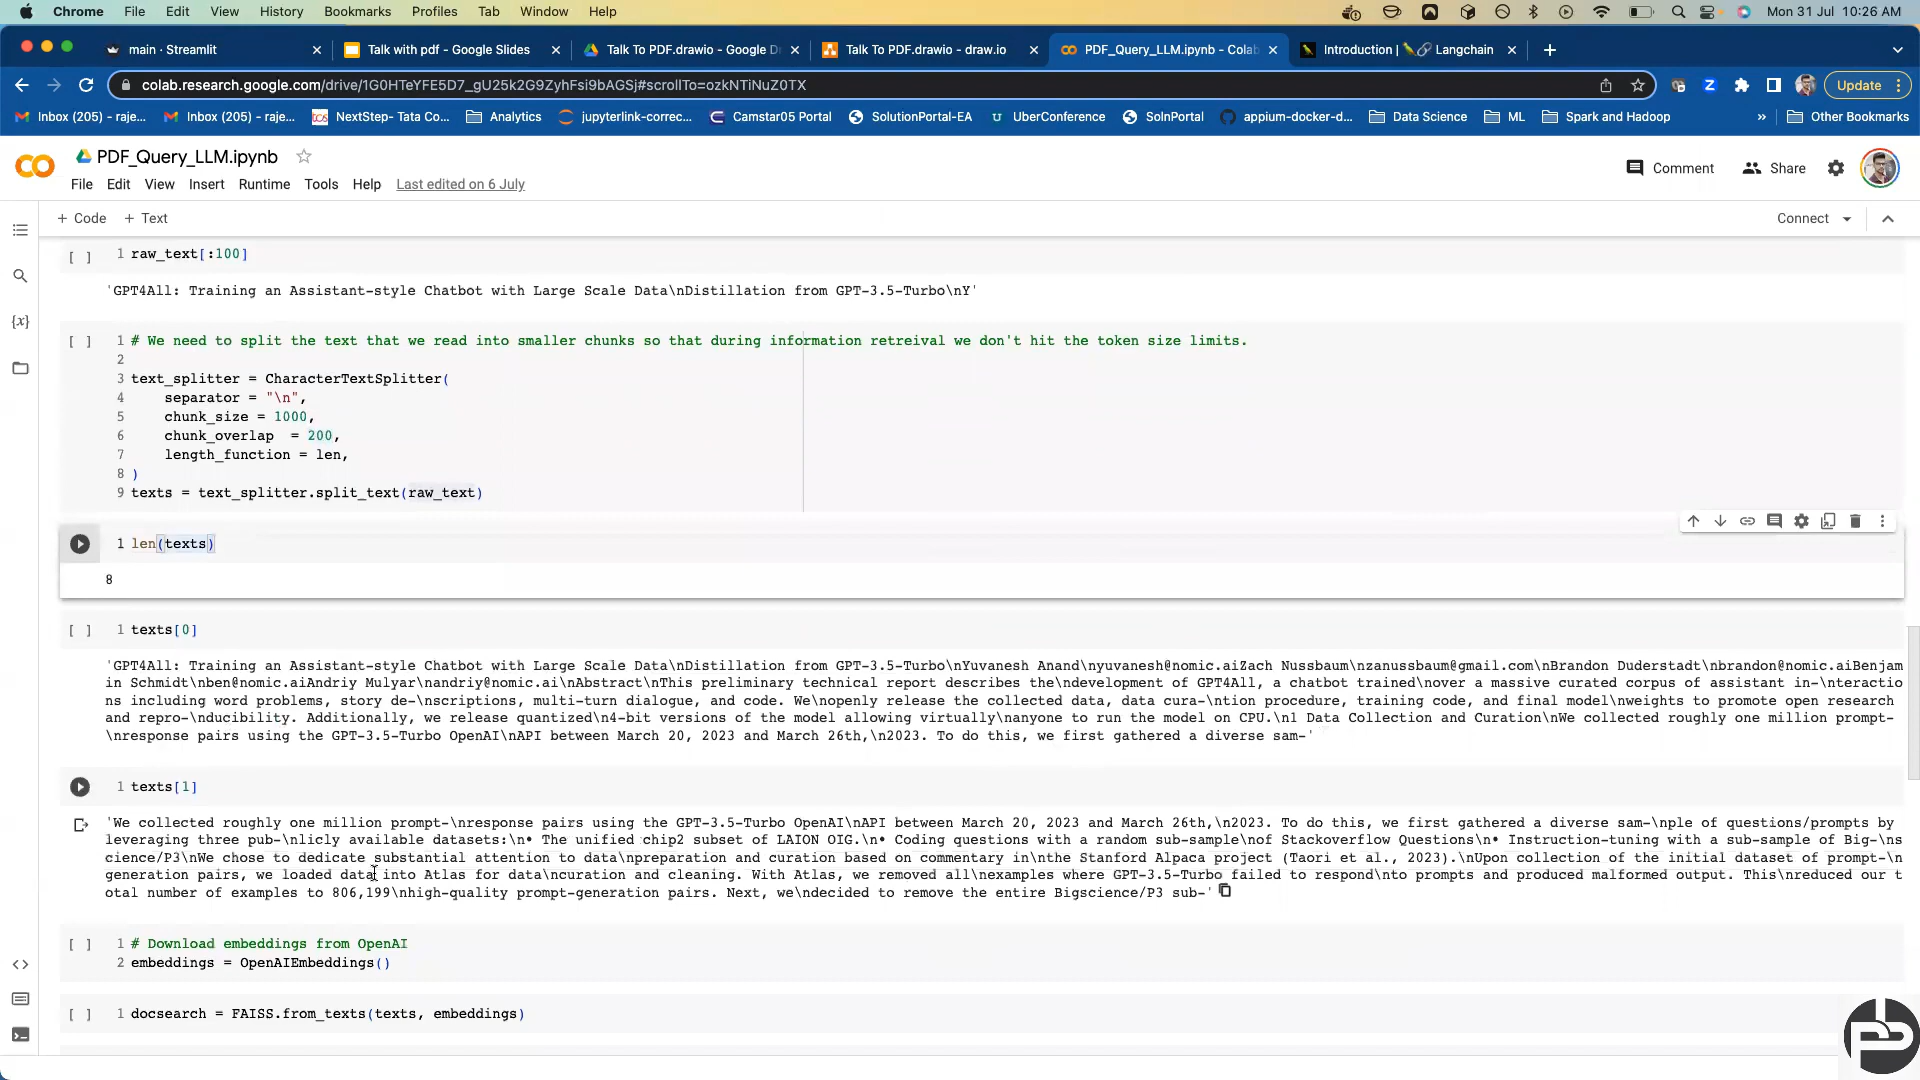 Chrome File Edit View History Bookmarks Profiles Tab Window Help Mon 31 Jul 10:26 AM
main · Streamlit Talk with pdf - Google Slides Talk To PDF.drawio - Google D Talk To PDF.drawio - draw.io PDF_Query_LLM.ipynb - Colab Introduction | 🦜🔗 Langchain
colab.research.google.com/drive/1G0HTeYFE5D7_gU25k2G9ZyhFsi9bAGSj#scrollTo=ozkNTiNuZ0TX Update
Inbox (205) - raje... Inbox (205) - raje... NextStep- Tata Co... Analytics jupyterlink-correc... Camstar05 Portal SolutionPortal-EA UberConference SolnPortal appium-docker-d... Data Science ML Spark and Hadoop » Other Bookmarks
PDF_Query_LLM.ipynb
File Edit View Insert Runtime Tools Help Last edited on 6 July
Comment Share
+ Code + Text Connect
[ ] 1 raw_text[:100]
'GPT4All: Training an Assistant-style Chatbot with Large Scale Data\nDistillation from GPT-3.5-Turbo\nY'
[ ] 1 # We need to split the text that we read into smaller chunks so that during information retreival we don't hit the token size limits.
2
3 text_splitter = CharacterTextSplitter(
4 separator = "\n",
5 chunk_size = 1000,
6 chunk_overlap = 200,
7 length_function = len,
8 )
9 texts = text_splitter.split_text(raw_text)
1 len(texts)
8
[ ] 1 texts[0]
'GPT4All: Training an Assistant-style Chatbot with Large Scale Data\nDistillation from GPT-3.5-Turbo\nYuvanesh Anand\nyuvanesh@nomic.aiZach Nussbaum\nzanussbaum@gmail.com\nBrandon Duderstadt\nbrandon@nomic.aiBenjam
in Schmidt\nben@nomic.aiAndriy Mulyar\nandriy@nomic.ai\nAbstract\nThis preliminary technical report describes the\ndevelopment of GPT4All, a chatbot trained\nover a massive curated corpus of assistant in-\nteractio
ns including word problems, story de-\nscriptions, multi-turn dialogue, and code. We\nopenly release the collected data, data cura-\ntion procedure, training code, and final model\nweights to promote open research
and repro-\nducibility. Additionally, we release quantized\n4-bit versions of the model allowing virtually\nanyone to run the model on CPU.\n1 Data Collection and Curation\nWe collected roughly one million prompt-
\nresponse pairs using the GPT-3.5-Turbo OpenAI\nAPI between March 20, 2023 and March 26th,\n2023. To do this, we first gathered a diverse sam-'
1 texts[1]
'We collected roughly one million prompt-\nresponse pairs using the GPT-3.5-Turbo OpenAI\nAPI between March 20, 2023 and March 26th,\n2023. To do this, we first gathered a diverse sam-\nple of questions/prompts by
leveraging three pub-\nlicly available datasets:\n• The unified chip2 subset of LAION OIG.\n• Coding questions with a random sub-sample\nof Stackoverflow Questions\n• Instruction-tuning with a sub-sample of Big-\ns
cience/P3\nWe chose to dedicate substantial attention to data\npreparation and curation based on commentary in\nthe Stanford Alpaca project (Taori et al., 2023).\nUpon collection of the initial dataset of prompt-\n
generation pairs, we loaded data into Atlas for data\ncuration and cleaning. With Atlas, we removed all\nexamples where GPT-3.5-Turbo failed to respond\nto prompts and produced malformed output. This\nreduced our t
otal number of examples to 806,199\nhigh-quality prompt-generation pairs. Next, we\ndecided to remove the entire Bigscience/P3 sub-'
[ ] 1 # Download embeddings from OpenAI
2 embeddings = OpenAIEmbeddings()
[ ] 1 docsearch = FAISS.from_texts(texts, embeddings)